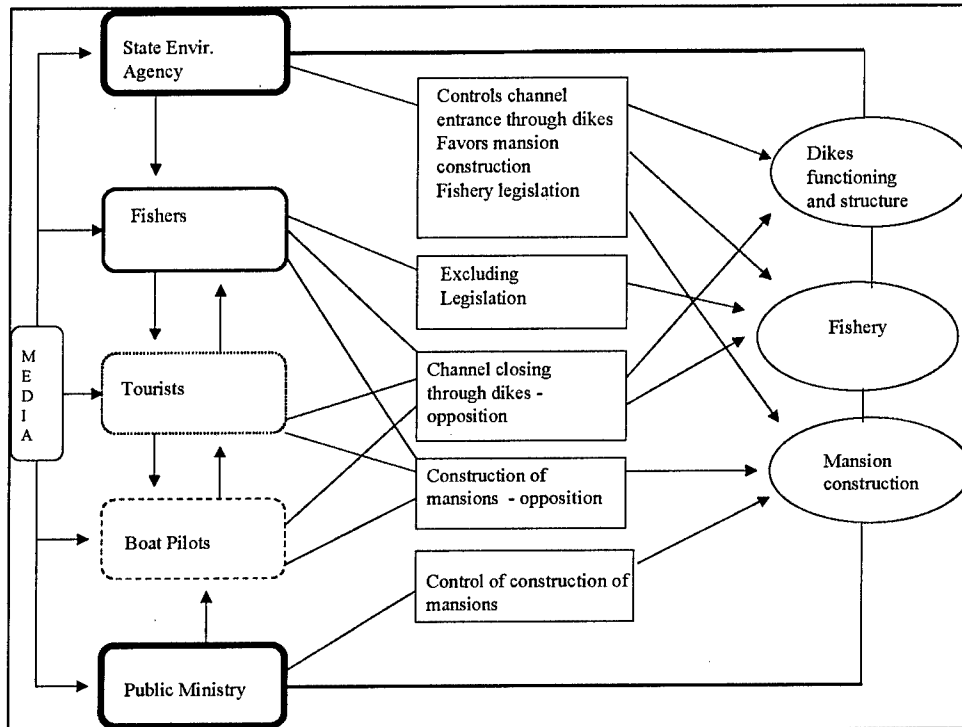 State Envir.
Agency
Controls channel
entrance through dikes
Favors mansion
construction
Fishery legislation
Dikes
functioning
and structure
Fishers
Excluding
Legislation
Fishery
M
E
D
I
A
Tourists
Channel closing
through dikes -
opposition
Construction of
mansions - opposition
Mansion
construction
Boat Pilots
Control of construction of
mansions
Public Ministry